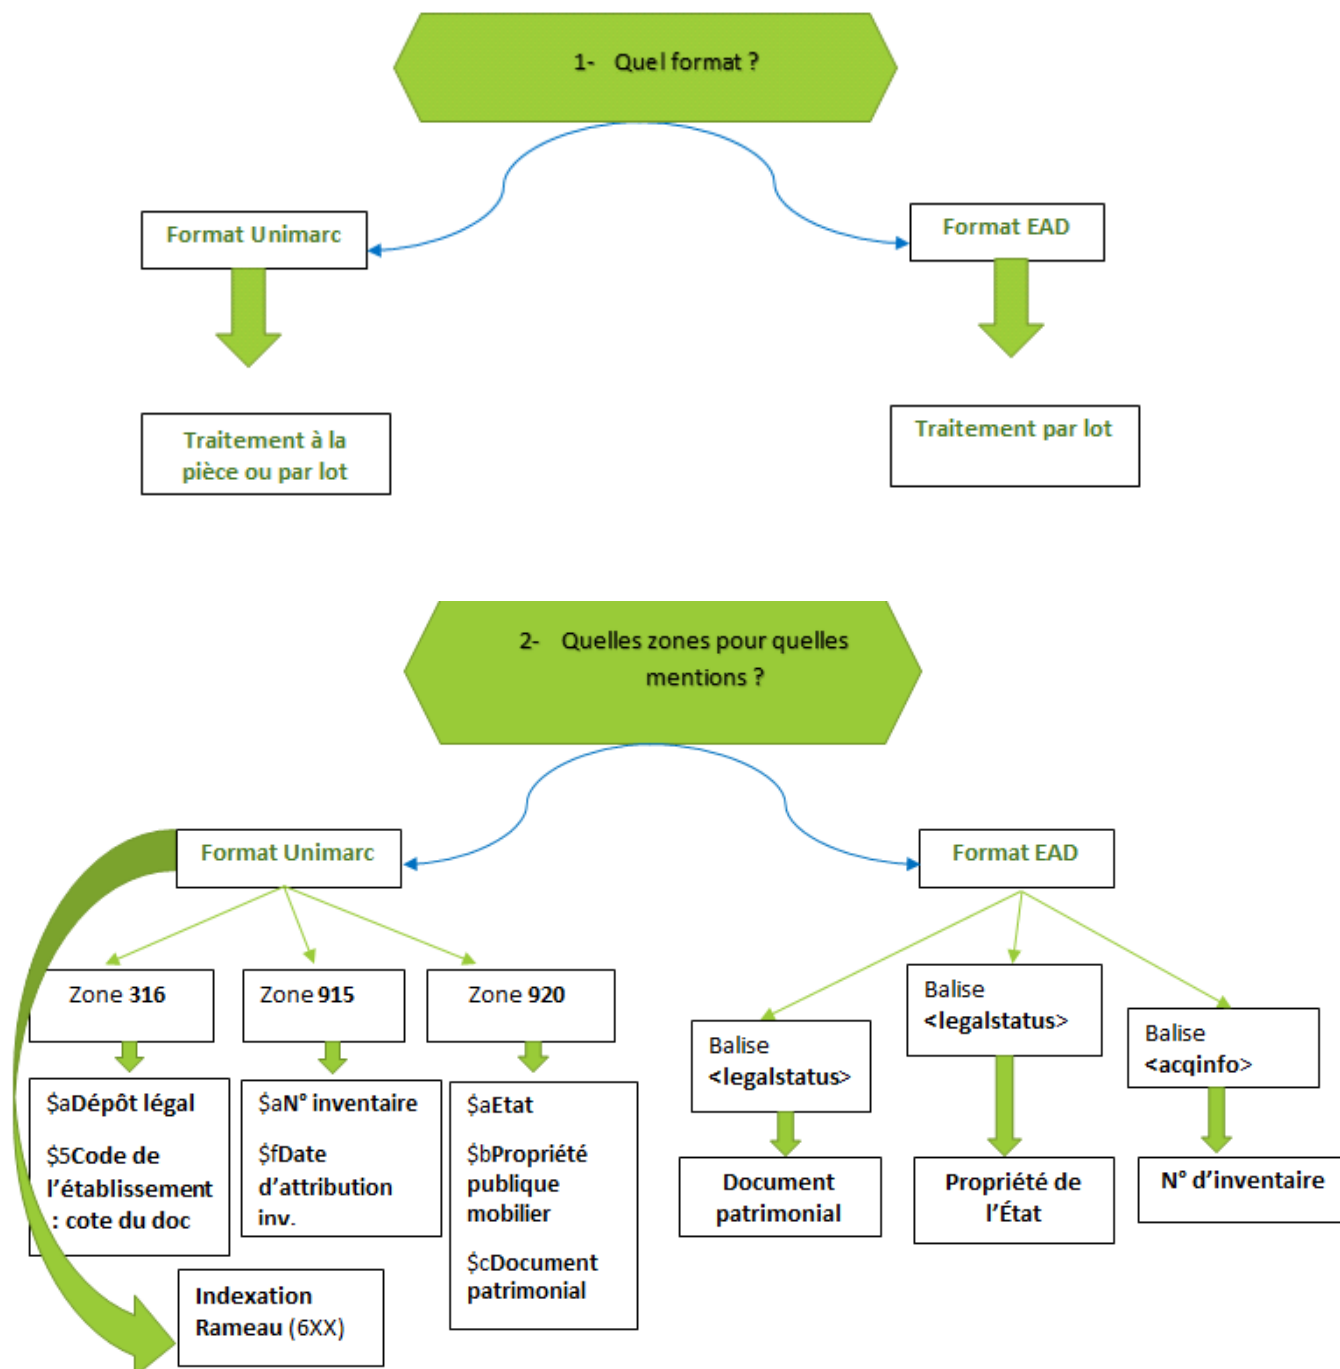 1- Quel format ?
Format Unimarc
Format EAD
Traitement à la
pièce ou par lot
Traitement par lot
2- Quelles zones pour quelles
mentions ?
Format Unimarc
Format EAD
Zone 316
Zone 915
Zone 920
Balise
<legalstatus>
Balise
<legalstatus>
Balise
<acqinfo>
$aDépôt légal
$5Code de
l'établissement
: cote du doc
$aN° inventaire
$fDate
d'attribution
inv.
$aEtat
$bPropriété
publique
mobilier
$cDocument
patrimonial
Document
patrimonial
Propriété de
l'État
N° d'inventaire
Indexation
Rameau (6XX)